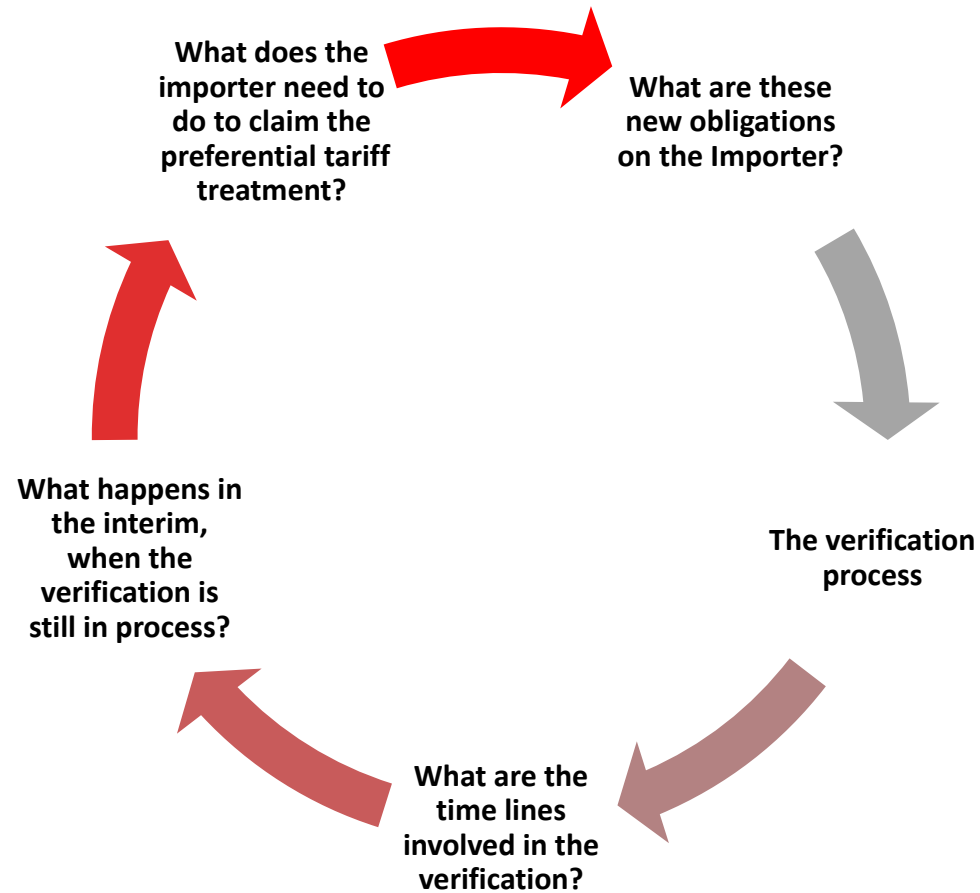 What does the
importer need to
do to claim the
preferential tariff
treatment?
What are these
new obligations
on the Importer?
The verification
process
What are the
time lines
involved in the
verification?
What happens in
the interim,
when the
verification is
still in process?